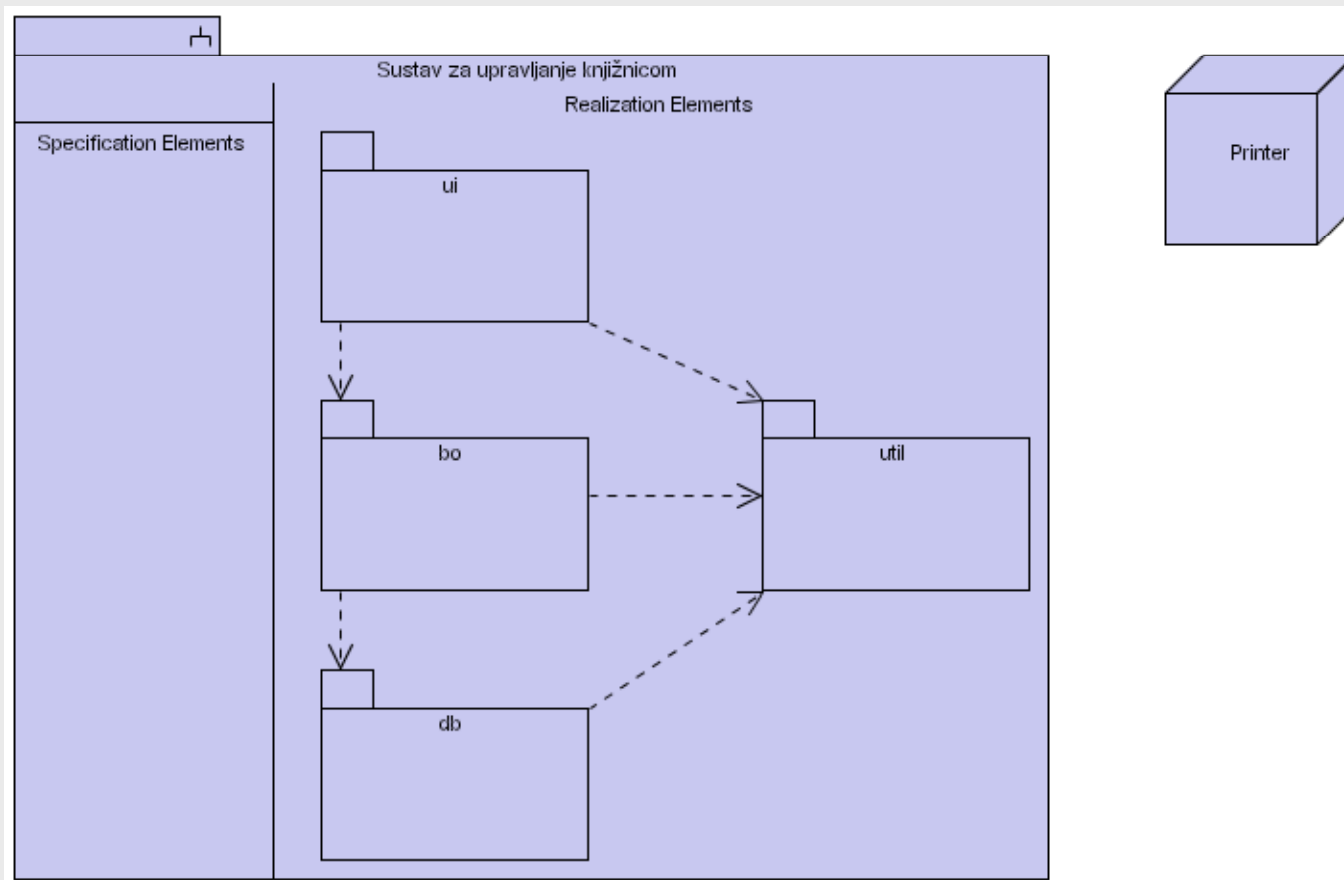 Sustav za upravljanje knjižnicom
Realization Elements
Specification Elements
Printer
ui
bo
util
db